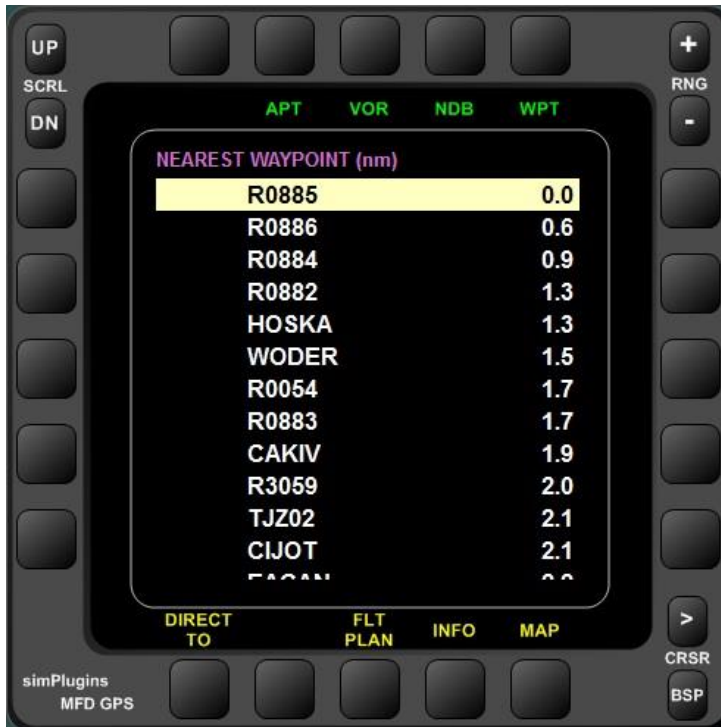 UP
SCRL
DN
+
RNG
-
APT VOR NDB WPT
NEAREST WAYPOINT (nm)
R0885 0.0
R0886 0.6
R0884 0.9
R0882 1.3
HOSKA 1.3
WODER 1.5
R0054 1.7
R0883 1.7
CAKIV 1.9
R3059 2.0
TJZ02 2.1
CIJOT 2.1
DIRECT TO
FLT PLAN
INFO
MAP
>
CRSR
BSP
simPlugins
MFD GPS